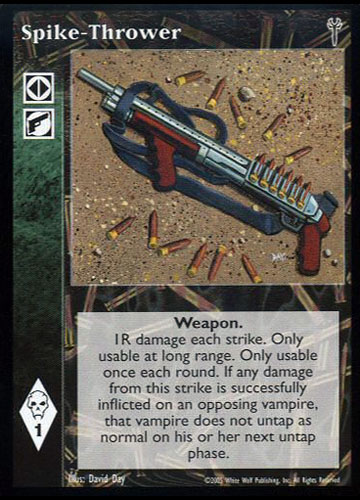 Spike-Thrower
Weapon.
1R damage each strike. Only
usable at long range. Only usable
once each round. If any damage
from this strike is successfully
inflicted on an opposing vampire,
that vampire does not untap as
normal on his or her next untap
phase.
1
Illus: David Day
©2005 White Wolf Publishing, Inc. All Rights Reserved